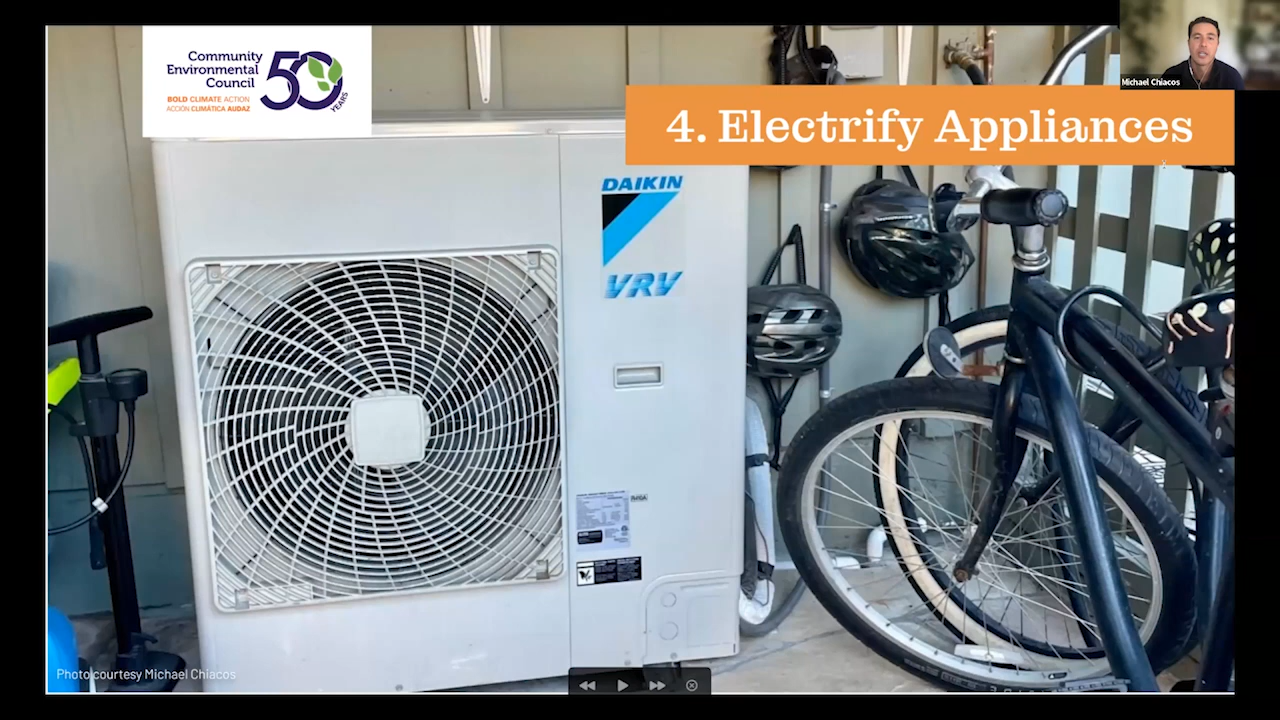 Community
Environmental
Council
50
YEARS
BOLD CLIMATE ACTION
ACCIÓN CLIMÁTICA AUDAZ
Michael Chiacos
4. Electrify Appliances
DAIKIN
VRV
Photo courtesy Michael Chiacos